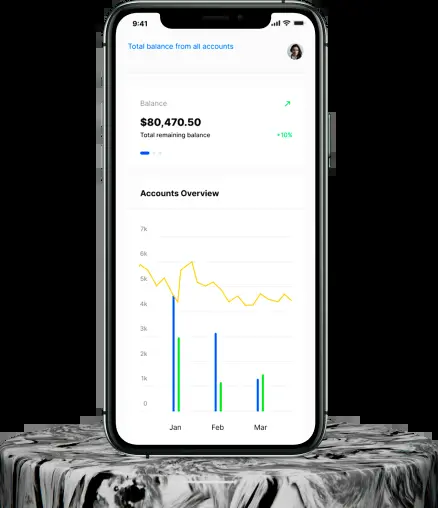 9:41
Total balance from all accounts
Balance
$80,470.50
Total remaining balance
+10%
Accounts Overview
7k
6k
5k
4k
3k
2k
1k
0
Jan Feb Mar